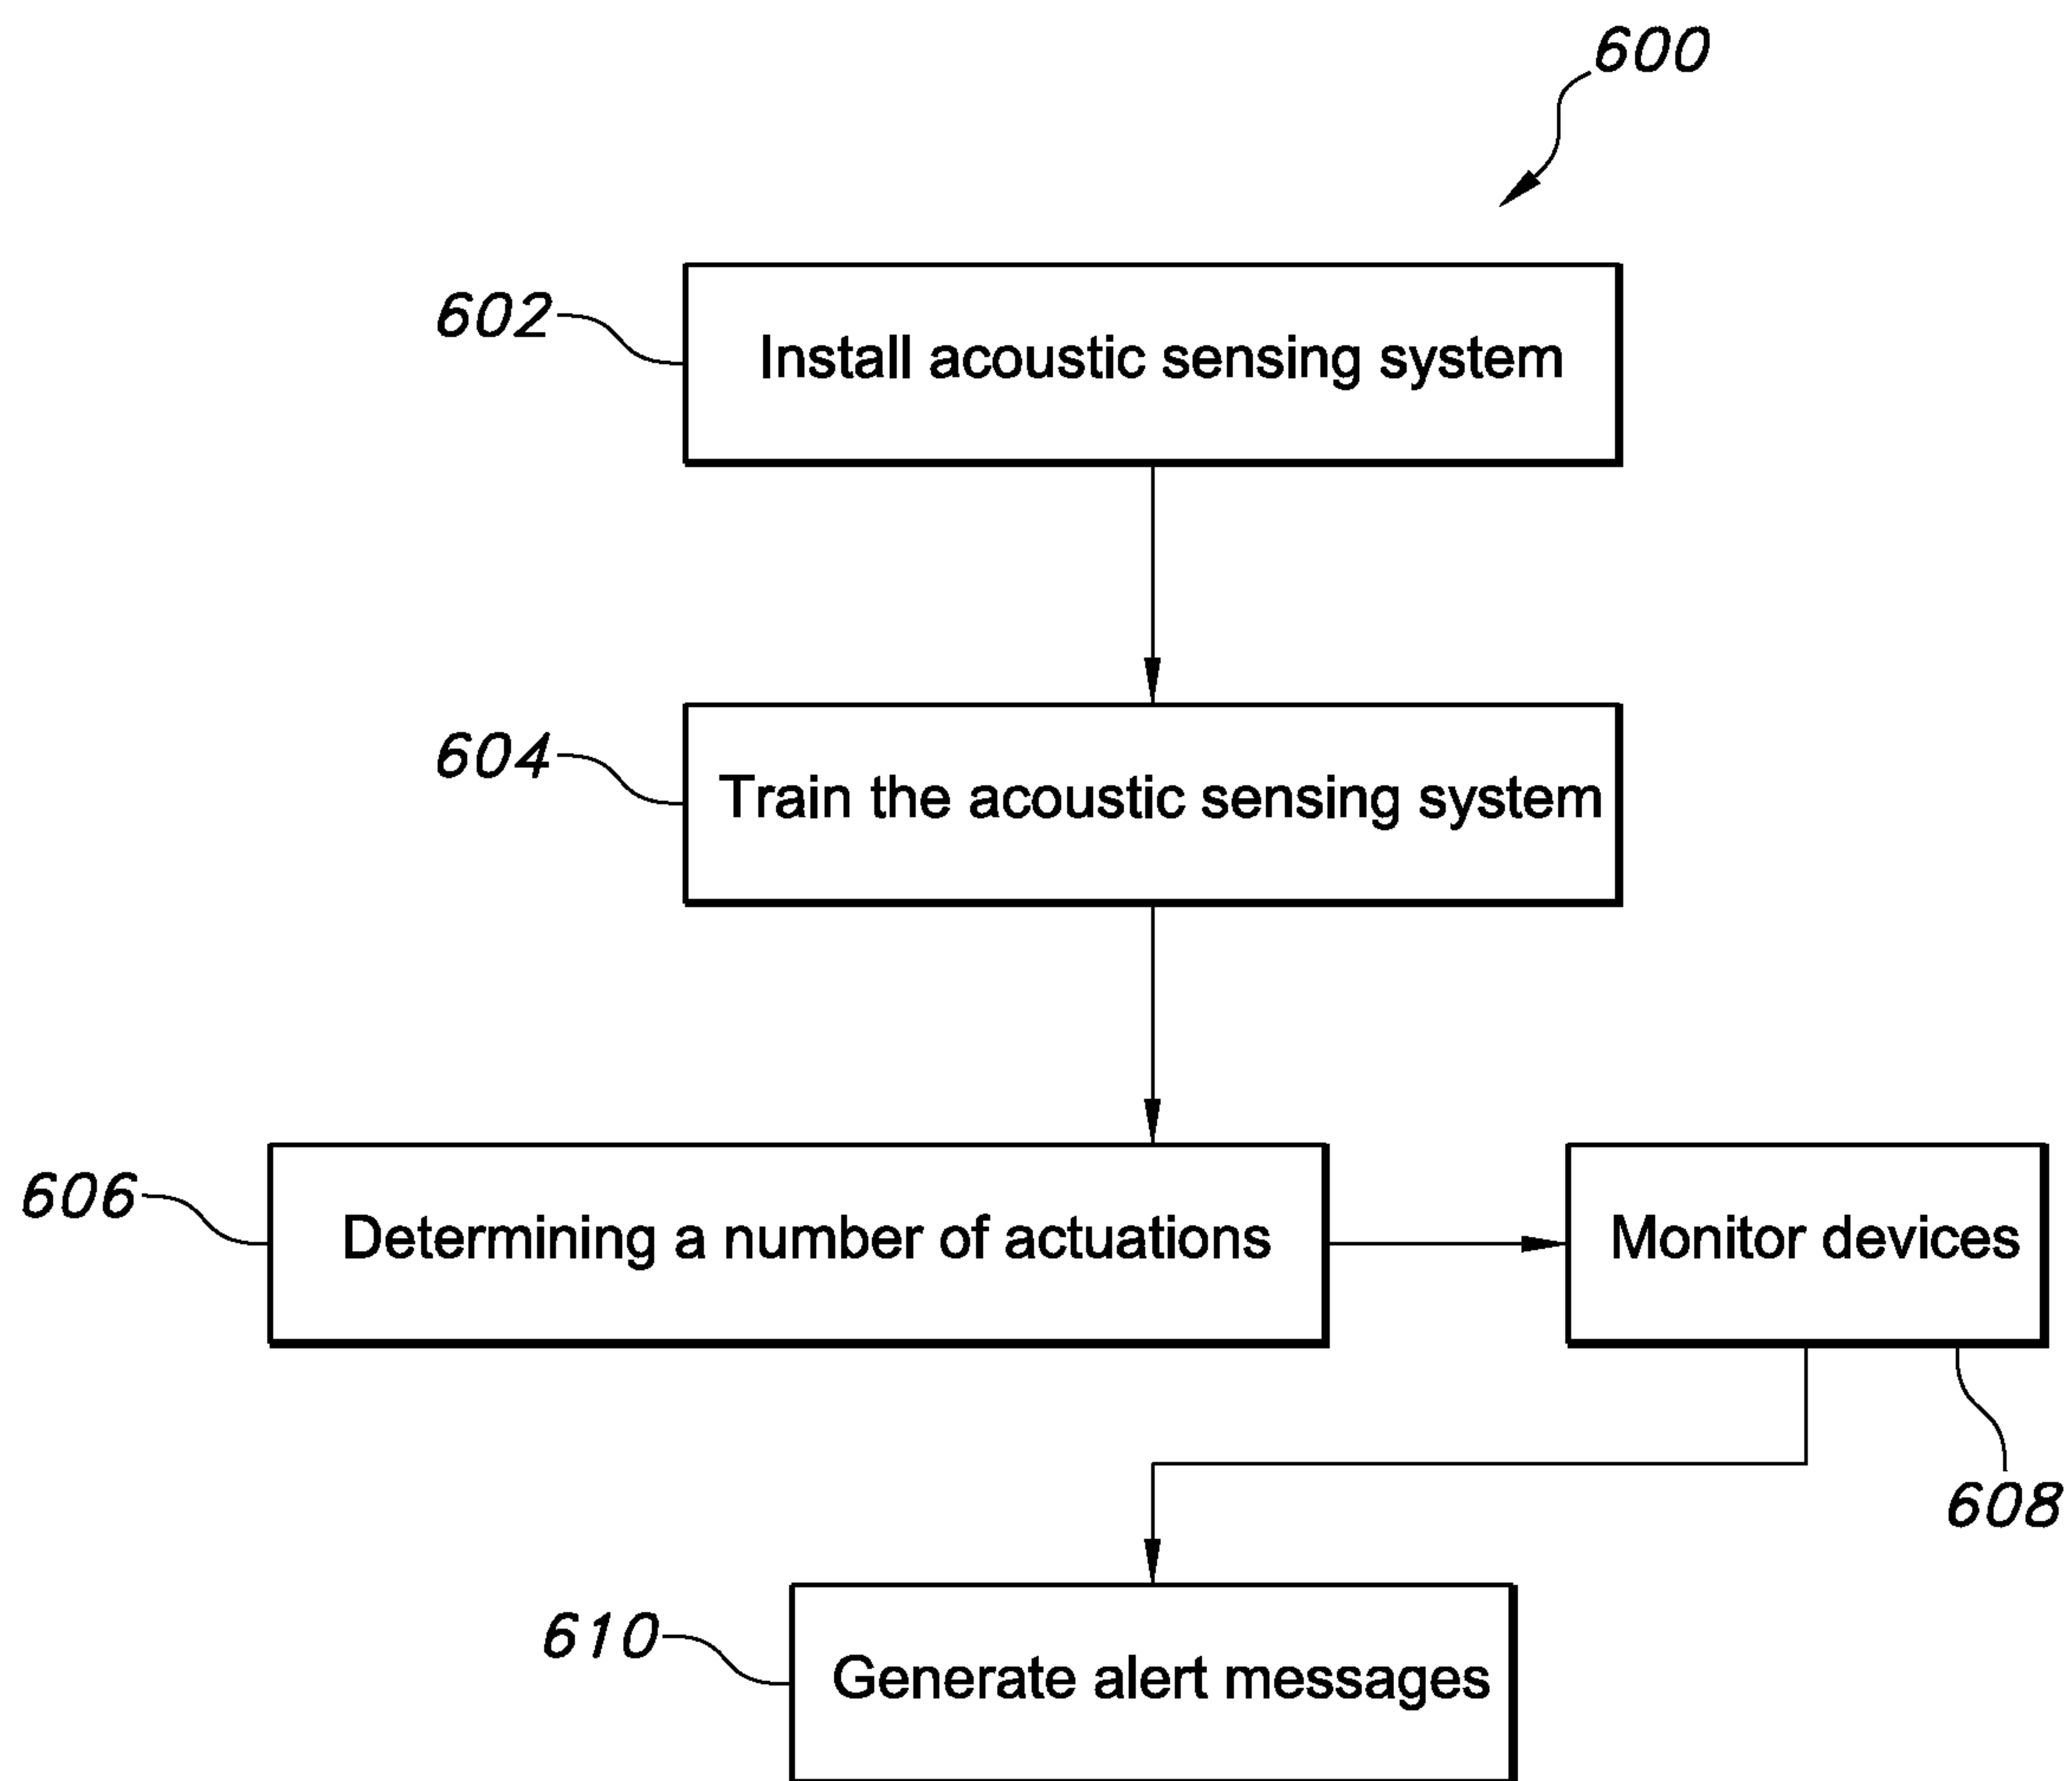 600
602
Install acoustic sensing system
604
Train the acoustic sensing system
606
Determining a number of actuations
Monitor devices
608
610
Generate alert messages